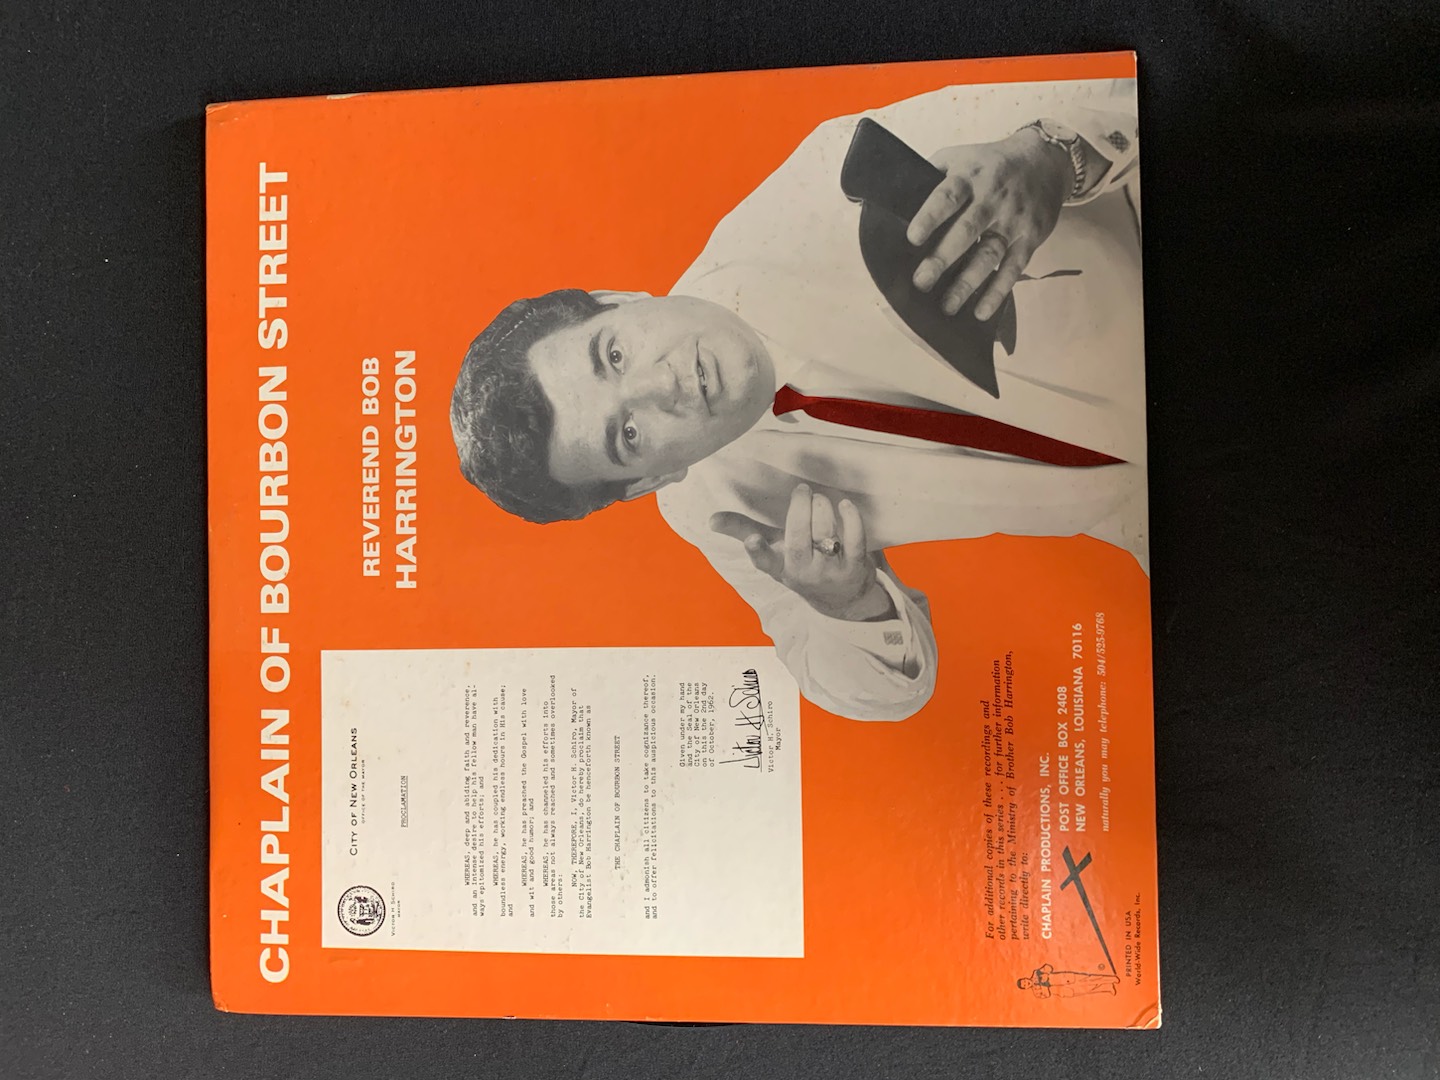 CHAPLAIN OF BOURBON STREET
REVEREND BOB
HARRINGTON
CITY OF NEW ORLEANS
OFFICE OF THE MAYOR
VICTOR H. SCHIRO
MAYOR
PROCLAMATION
WHEREAS, deep and abiding faith and reverence,
and an intense desire to help his fellow man have al-
ways epitomized his efforts; and
WHEREAS, he has coupled his dedication with
boundless energy, working endless hours in His cause;
and
WHEREAS, he has preached the Gospel with love
and wit and good humor; and
WHEREAS, he has channeled his efforts into
those areas not always reached and sometimes overlooked
by others:
NOW, THEREFORE, I, Victor H. Schiro, Mayor of
the City of New Orleans, do hereby proclaim that
Evangelist Bob Harrington be henceforth known as
THE CHAPLAIN OF BOURBON STREET
and I admonish all citizens to take cognizance thereof,
and to offer felicitations to this auspicious occasion.
Given under my hand
and the Seal of the
City of New Orleans
on this the 2nd day
of October, 1962.
Victor H. Schiro
Victor H. Schiro
Mayor
For additional copies of these recordings and
other records in this series . . . for further information
pertaining to the Ministry of Brother Bob Harrington,
write directly to:
CHAPLAIN PRODUCTIONS, INC.
POST OFFICE BOX 2408
NEW ORLEANS, LOUISIANA 70116
naturally you may telephone: 504/525-9768
©
PRINTED IN USA
World-Wide Records, Inc.